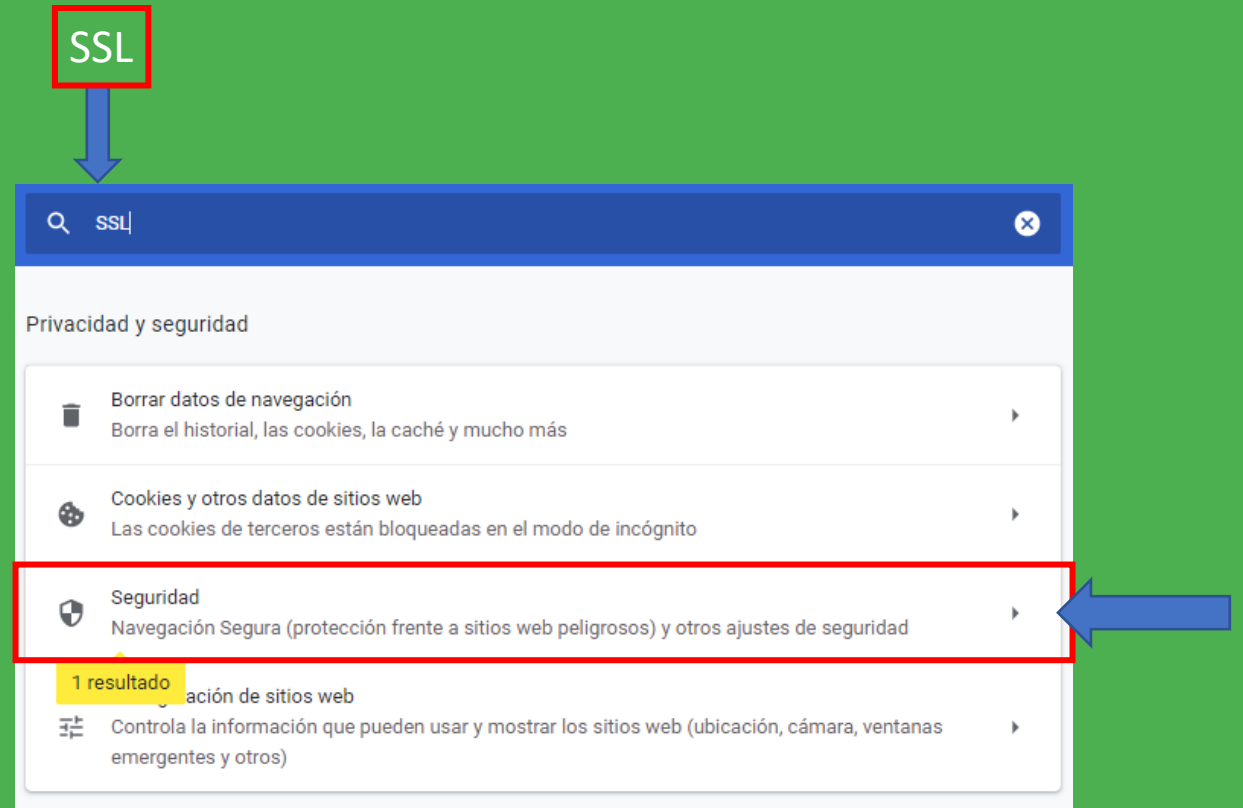 SSL
SSL
Privacidad y seguridad
Borrar datos de navegación
Borra el historial, las cookies, la caché y mucho más
Cookies y otros datos de sitios web
Las cookies de terceros están bloqueadas en el modo de incógnito
Seguridad
Navegación Segura (protección frente a sitios web peligrosos) y otros ajustes de seguridad
1 resultado
ación de sitios web
Controla la información que pueden usar y mostrar los sitios web (ubicación, cámara, ventanas
emergentes y otros)